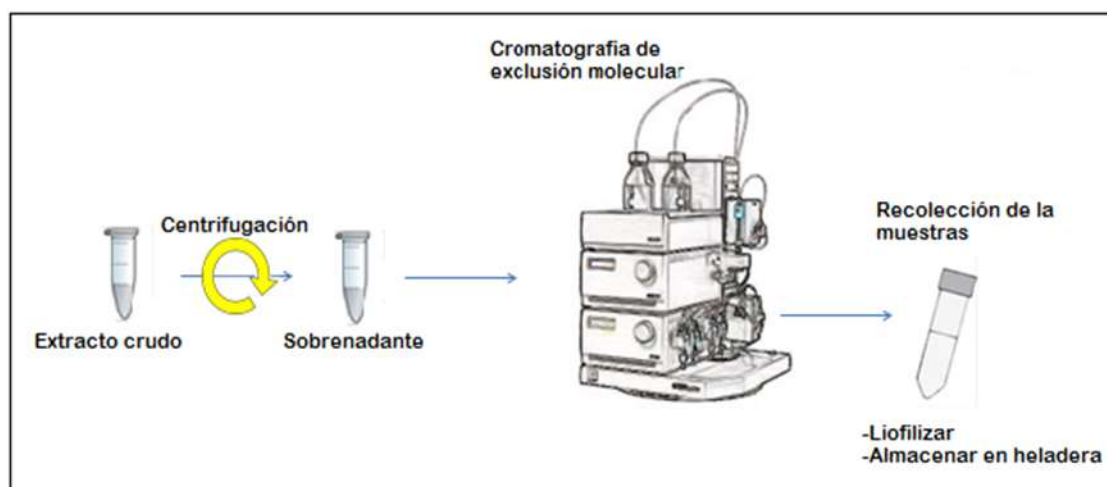 Cromatografia de
exclusión molecular
Centrifugación
Recolección de la
muestras
Extracto crudo
Sobrenadante
-Liofilizar
-Almacenar en heladera